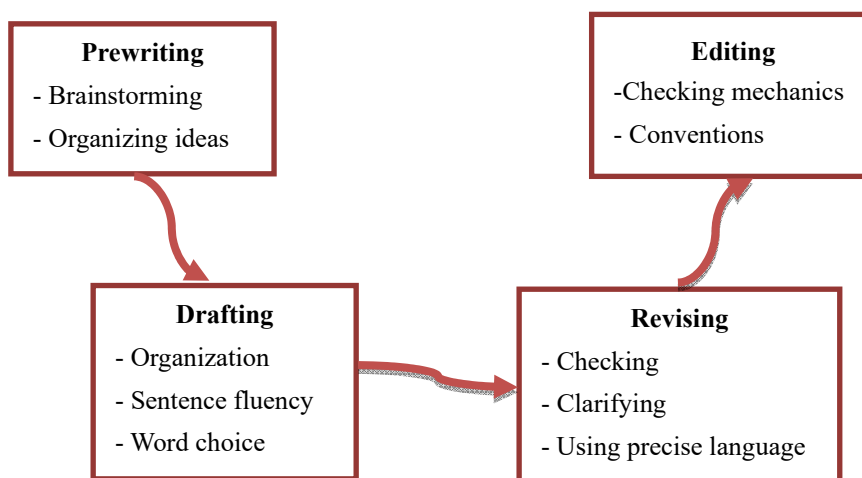 Prewriting
- Brainstorming
- Organizing ideas
Drafting
- Organization
- Sentence fluency
- Word choice
Revising
- Checking
- Clarifying
- Using precise language
Editing
-Checking mechanics
- Conventions